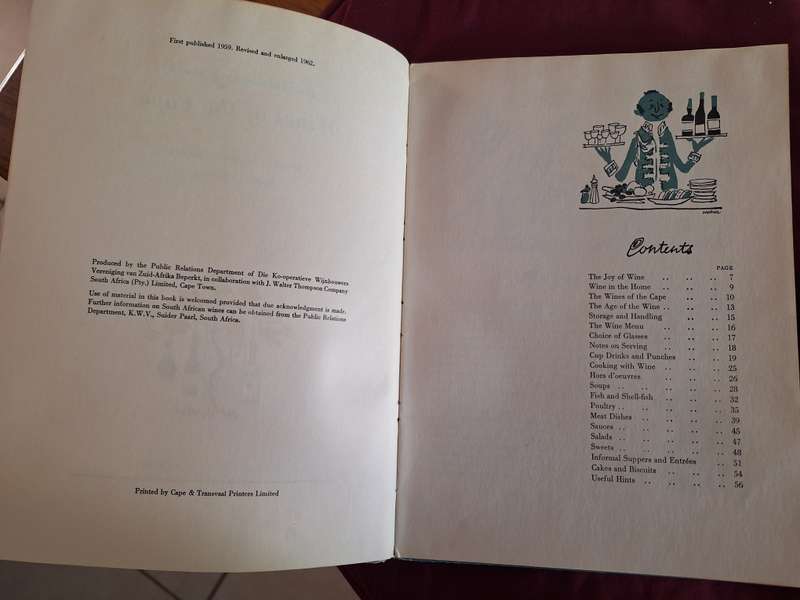 First published 1959. Revised and enlarged 1962.
Produced by the Public Relations Department of Die Ko-operatieve Wijnbouwers
Vereniging van Zuid-Afrika Beperkt, in collaboration with J. Walter Thompson Company
South Africa (Pty.) Limited, Cape Town.
Use of material in this book is welcomed provided that due acknowledgment is made.
Further information on South African wines can be obtained from the Public Relations
Department, K.W.V., Suider Paarl, South Africa.
Printed by Cape & Transvaal Printers Limited
Contents
PAGE
The Joy of Wine .. .. .. 7
Wine in the Home .. .. .. 9
The Wines of the Cape .. .. 10
The Age of the Wine .. .. .. 13
Storage and Handling .. .. 15
The Wine Menu .. .. .. 16
Choice of Glasses .. .. .. 17
Notes on Serving .. .. .. 18
Cup Drinks and Punches .. .. 19
Cooking with Wine .. .. .. 25
Hors d'oeuvres .. .. .. 26
Soups .. .. .. .. .. 28
Fish and Shell-fish .. .. .. 32
Poultry .. .. .. .. .. 35
Meat Dishes .. .. .. .. 39
Sauces .. .. .. .. .. 45
Salads .. .. .. .. .. 47
Sweets .. .. .. .. .. 48
Informal Suppers and Entrées .. 51
Cakes and Biscuits .. .. .. 54
Useful Hints .. .. .. .. 56